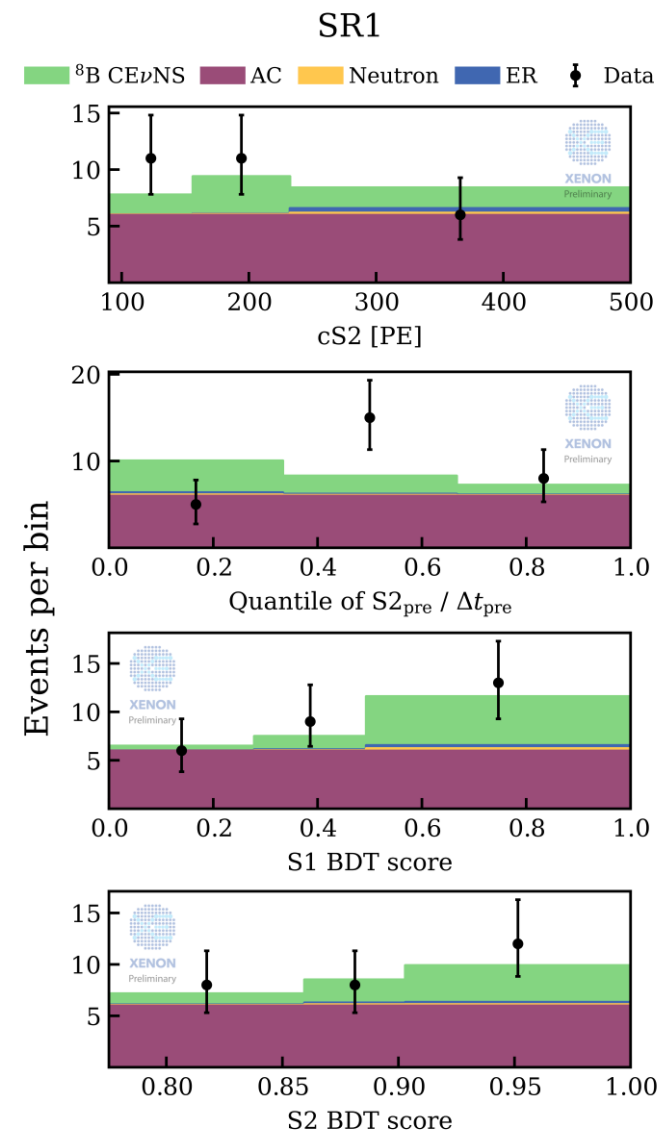 SR1
⁸B CEνNS AC Neutron ER Data
15
10
5
XENON
Preliminary
100 200 300 400 500
cS2 [PE]
20
10
XENON
Preliminary
0.0 0.2 0.4 0.6 0.8 1.0
Quantile of S2pre / Δtpre
Events per bin
15
10
5
XENON
Preliminary
0.0 0.2 0.4 0.6 0.8 1.0
S1 BDT score
15
10
5
XENON
Preliminary
0.80 0.85 0.90 0.95 1.00
S2 BDT score